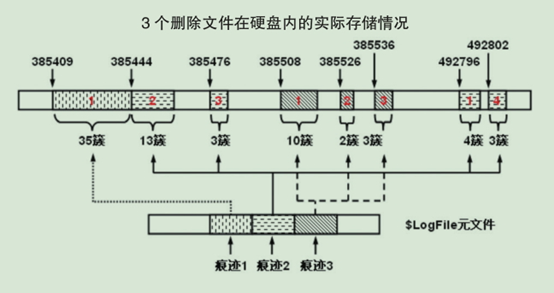 3个删除文件在硬盘内的实际存储情况
385536 492802
385409 385444 385476 385508 385526 492796
1 2 3 1 2 3 1 4
35簇 13簇 3簇 10簇 2簇 3簇 4簇 3簇
$LogFile元文件
痕迹1 痕迹2 痕迹3